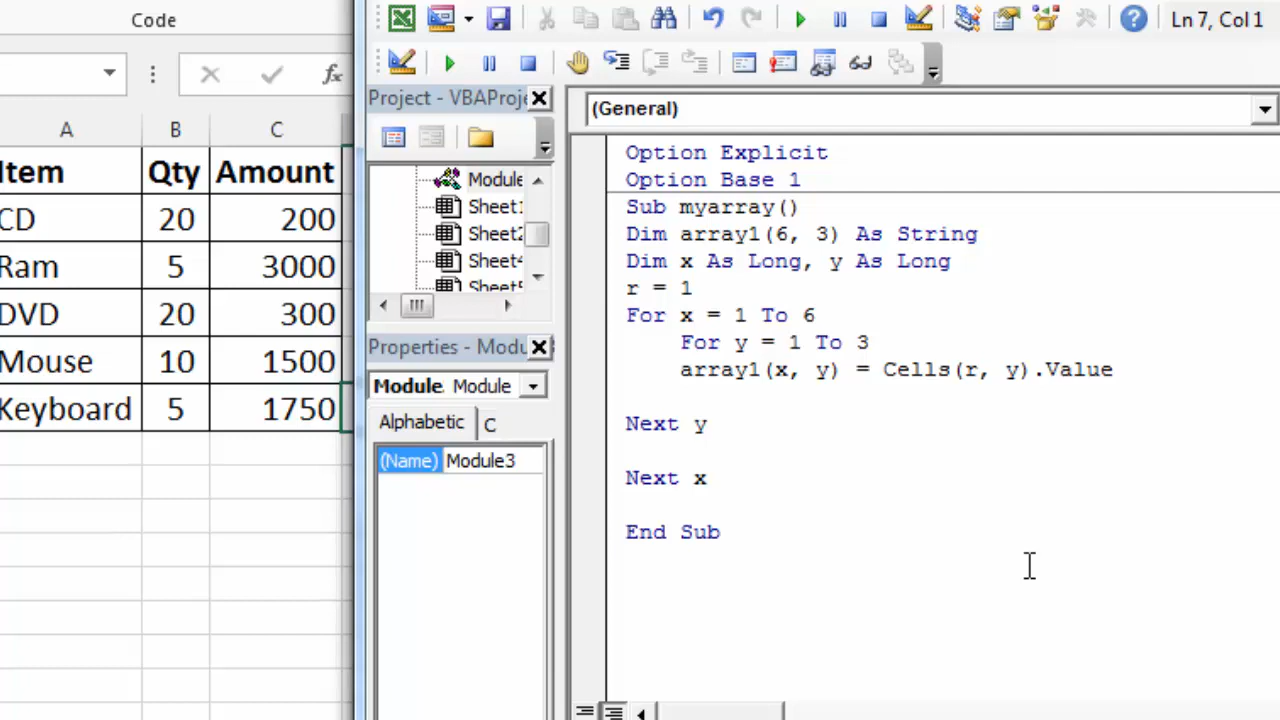 Code
Ln 7, Col 1
fx
Project - VBAProje
(General)
A B C
Item Qty Amount
CD 20 200
Ram 5 3000
DVD 20 300
Mouse 10 1500
Keyboard 5 1750
Module
Sheet1
Sheet2
Sheet4
Sheet5
Properties - Modu
Module Module
Alphabetic C
(Name) Module3
Option Explicit
Option Base 1
Sub myarray()
Dim array1(6, 3) As String
Dim x As Long, y As Long
r = 1
For x = 1 To 6
For y = 1 To 3
array1(x, y) = Cells(r, y).Value
Next y
Next x
End Sub